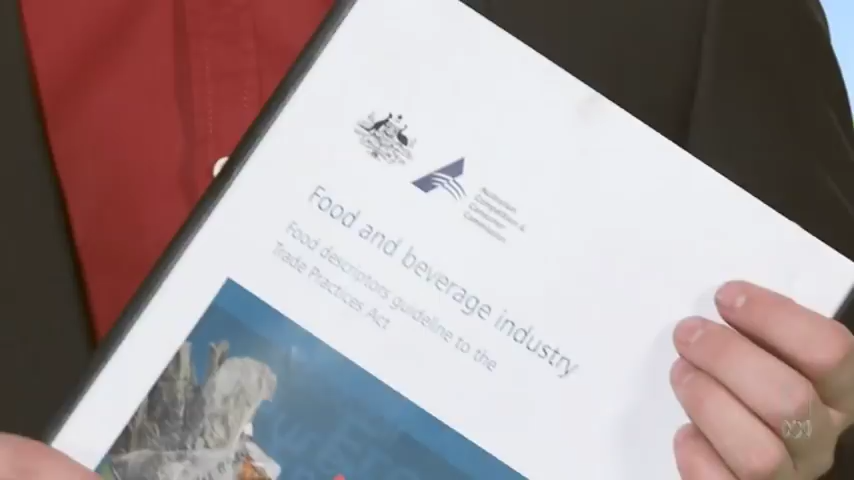 Australian
Competition &
Consumer
Commission
Food and beverage industry
Food descriptors guideline to the
Trade Practices Act